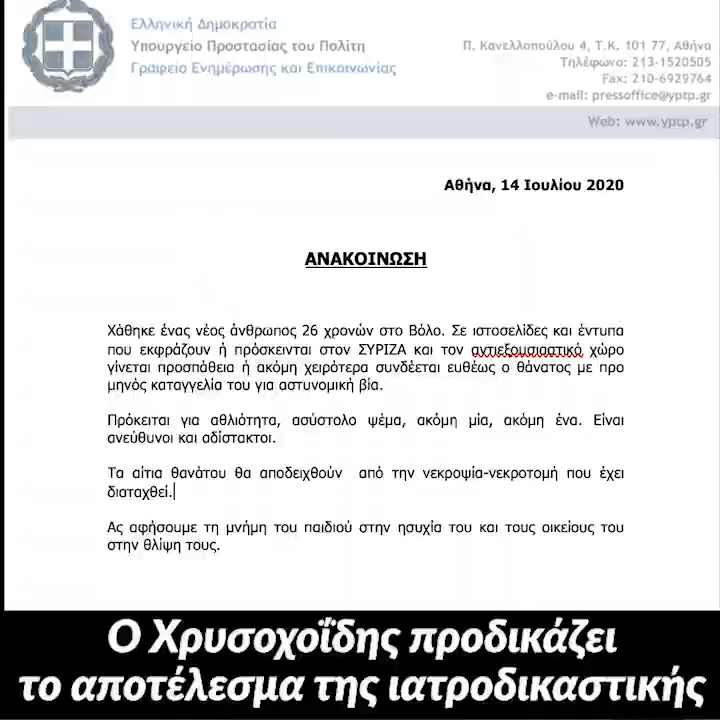 Ελληνική Δημοκρατία
Υπουργείο Προστασίας του Πολίτη
Γραφείο Ενημέρωσης και Επικοινωνίας
Π. Κανελλοπούλου 4, Τ.Κ. 101 77, Αθήνα
Τηλέφωνο: 213-1520505
Fax: 210-6929764
e-mail: pressoffice@yptp.gr
Web: www.yptp.gr
Αθήνα, 14 Ιουλίου 2020
ΑΝΑΚΟΙΝΩΣΗ
Χάθηκε ένας νέος άνθρωπος 26 χρονών στο Βόλο. Σε ιστοσελίδες και έντυπα
που εκφράζουν ή πρόσκεινται στον ΣΥΡΙΖΑ και τον αντιεξουσιαστικό χώρο
γίνεται προσπάθεια ή ακόμη χειρότερα συνδέεται ευθέως ο θάνατος με προ
μηνός καταγγελία του για αστυνομική βία.
Πρόκειται για αθλιότητα, ασύστολο ψέμα, ακόμη μία, ακόμη ένα. Είναι
ανεύθυνοι και αδίστακτοι.
Τα αίτια θανάτου θα αποδειχθούν από την νεκροψία-νεκροτομή που έχει
διαταχθεί.
Ας αφήσουμε τη μνήμη του παιδιού στην ησυχία του και τους οικείους του
στην θλίψη τους.
Ο Χρυσοχοΐδης προδικάζει
το αποτέλεσμα της ιατροδικαστικής